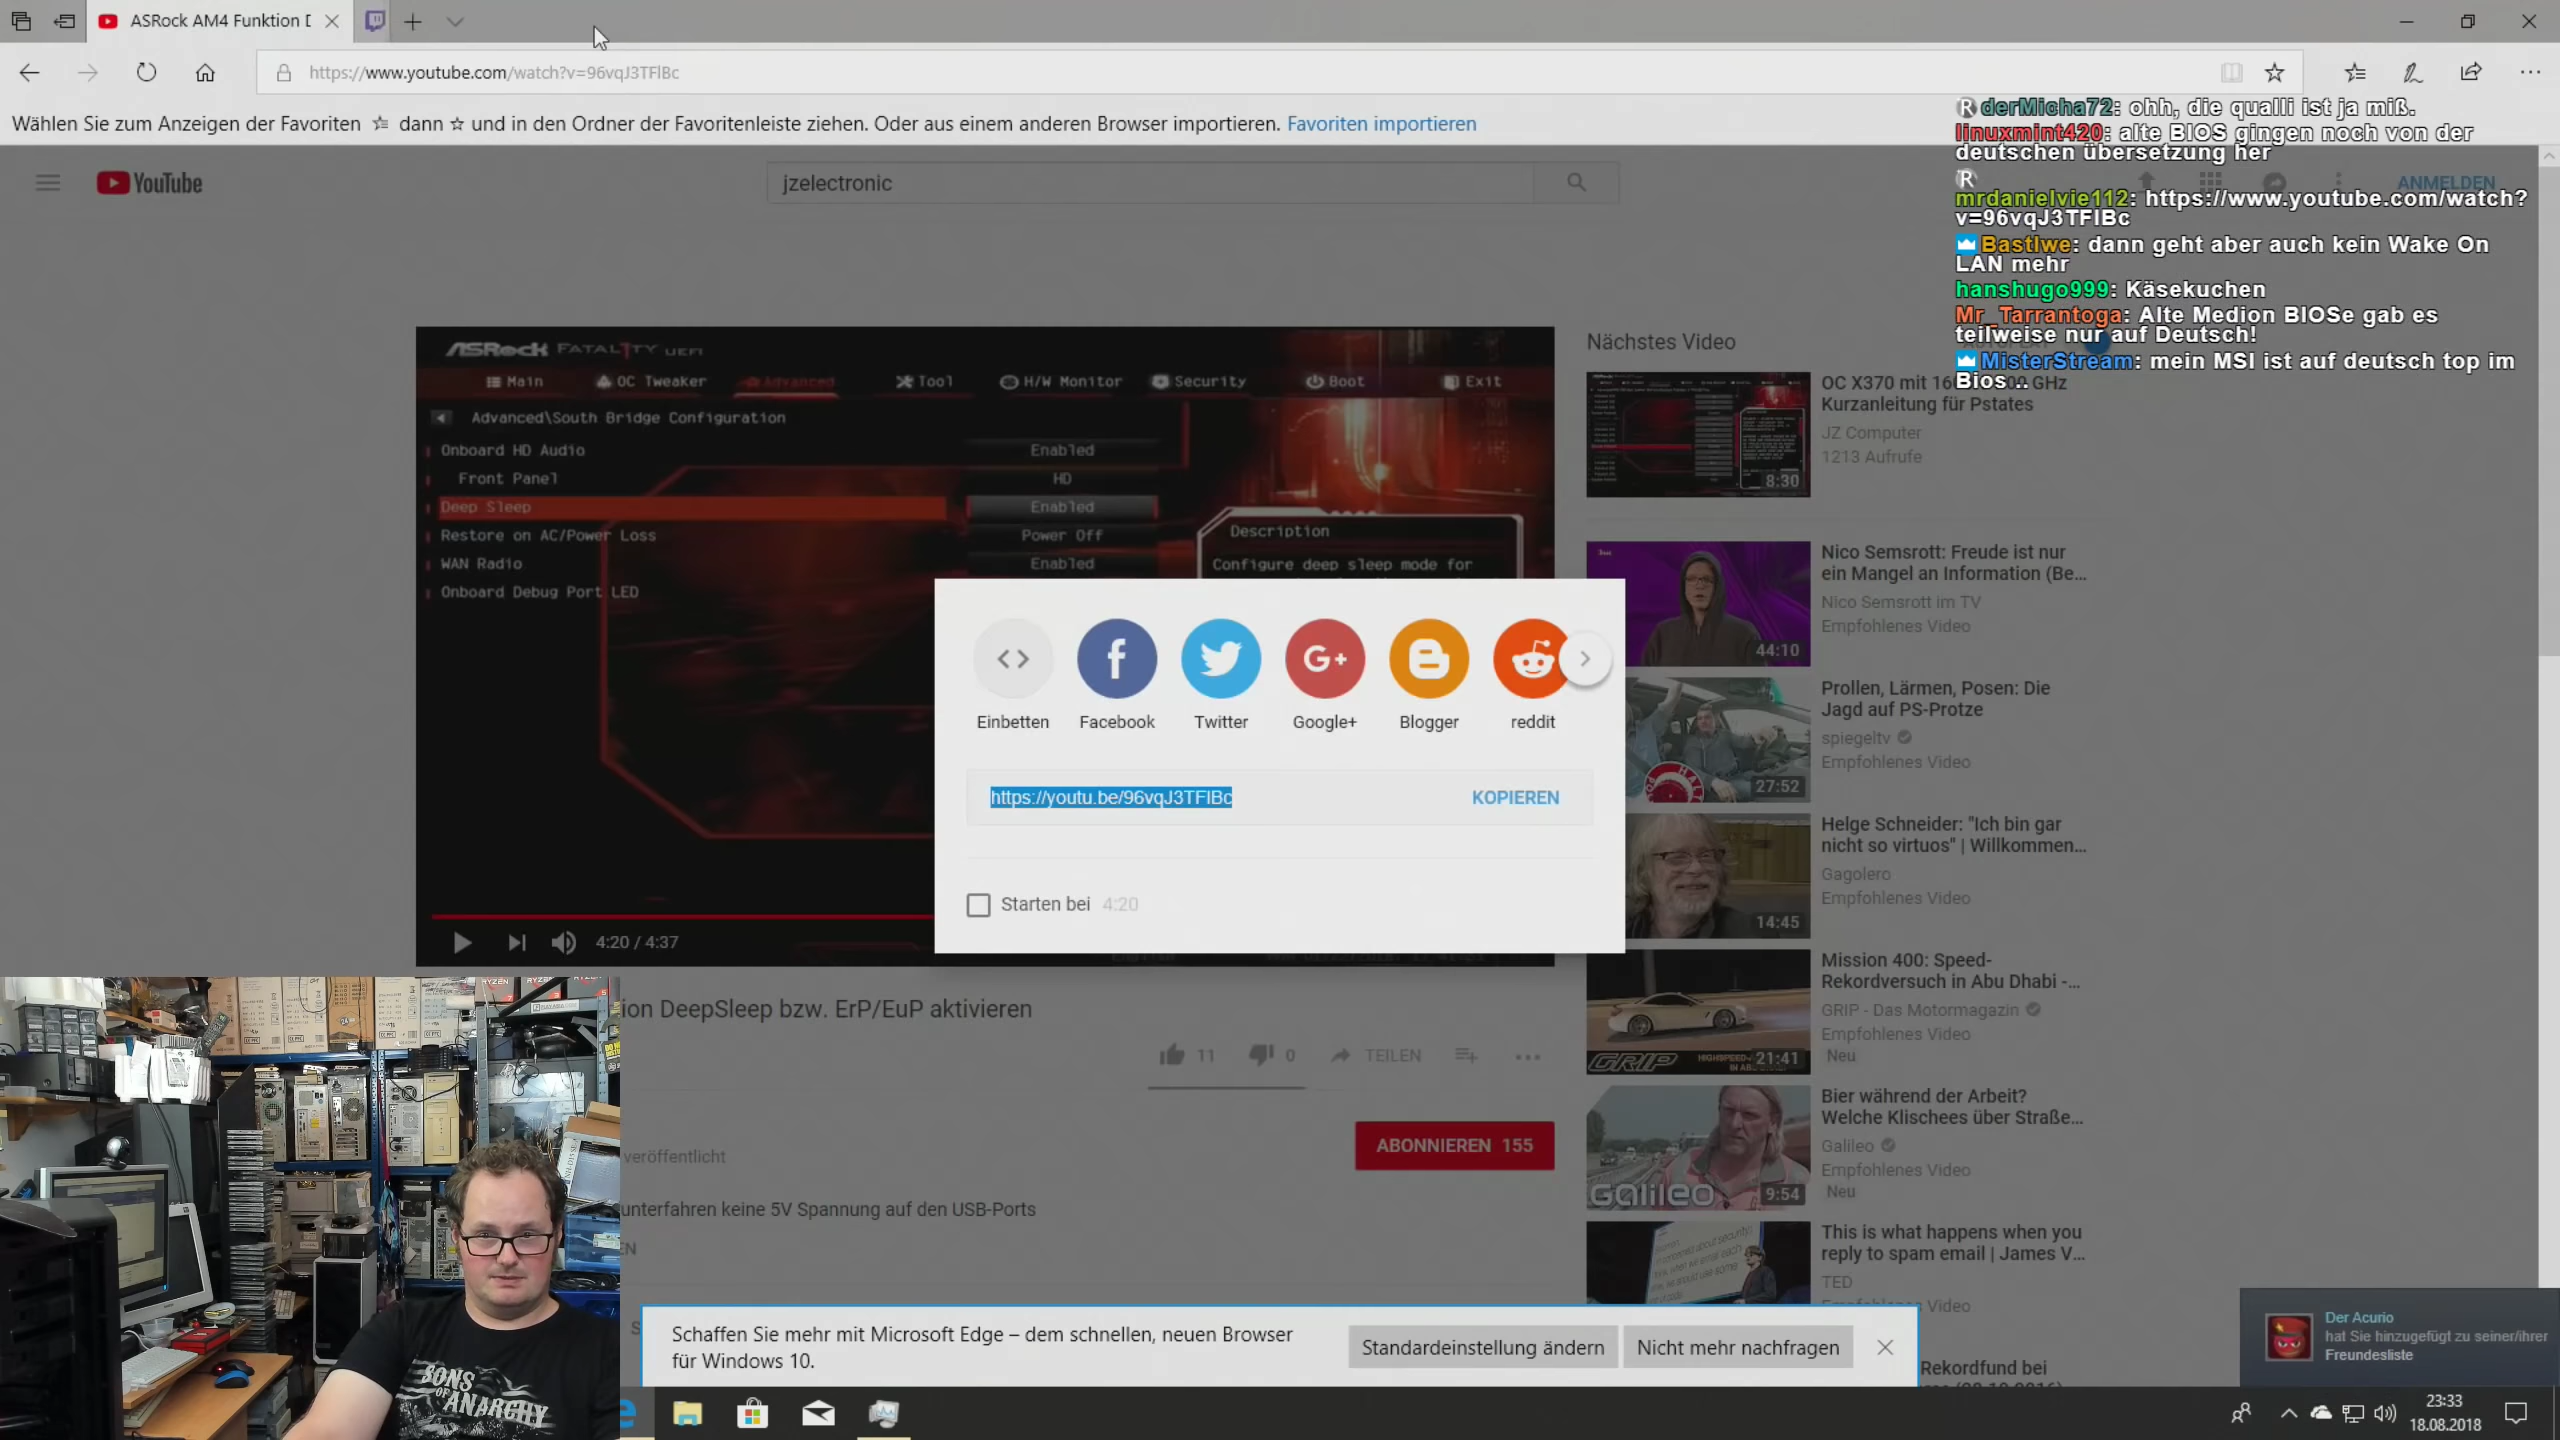 ASRock AM4 Funktion D
https://www.youtube.com/watch?v=96vqJ3TFlBc
Wählen Sie zum Anzeigen der Favoriten dann und in den Ordner der Favoritenleiste ziehen. Oder aus einem anderen Browser importieren. Favoriten importieren
YouTube
jzelectronic
ANMELDEN
derMicha72: ohh, die qualli ist ja miß.
linuxmint420: alte BIOS gingen noch von der
deutschen übersetzung her
mrdanielvie112: https://www.youtube.com/watch?
v=96vqJ3TFlBc
Bastlwe: dann geht aber auch kein Wake On
LAN mehr
hanshugo999: Käsekuchen
Mr_Tarrantoga: Alte Medion BIOSe gab es
teilweise nur auf Deutsch!
MisterStream: mein MSI ist auf deutsch top im
Bios ..
ASRock FATAL1TY UEFI
Main OC Tweaker Advanced Tool H/W Monitor Security Boot Exit
Advanced\South Bridge Configuration
Onboard HD Audio Enabled
Front Panel HD
Deep Sleep Enabled
Restore on AC/Power Loss Power Off
WAN Radio Enabled
Onboard Debug Port LED
Description
Configure deep sleep mode for
4:20 / 4:37
Einbetten Facebook Twitter Google+ Blogger reddit
https://youtu.be/96vqJ3TFlBc KOPIEREN
Starten bei 4:20
ion DeepSleep bzw. ErP/EuP aktivieren
11 0 TEILEN
ABONNIEREN 155
veröffentlicht
unterfahren keine 5V Spannung auf den USB-Ports
Nächstes Video
OC X370 mit GHz
Kurzanleitung für Pstates
JZ Computer
1213 Aufrufe
8:30
Nico Semsrott: Freude ist nur
ein Mangel an Information (Be...
Nico Semsrott im TV
Empfohlenes Video
44:10
Prollen, Lärmen, Posen: Die
Jagd auf PS-Protze
spiegeltv
Empfohlenes Video
27:52
Helge Schneider: "Ich bin gar
nicht so virtuos" | Willkommen...
Gagolero
Empfohlenes Video
14:45
Mission 400: Speed-
Rekordversuch in Abu Dhabi -...
GRIP - Das Motormagazin
Empfohlenes Video
Neu
GRIP
21:41
Bier während der Arbeit?
Welche Klischees über Straße...
Galileo
Empfohlenes Video
Neu
Galileo
9:54
This is what happens when you
reply to spam email | James V...
TED
Video
Rekordfund bei
SONS
OF
ANARCHY
Schaffen Sie mehr mit Microsoft Edge – dem schnellen, neuen Browser
für Windows 10.
Standardeinstellung ändern
Nicht mehr nachfragen
Der Acurio
hat Sie hinzugefügt zu seiner/ihrer
Freundesliste
23:33
18.08.2018